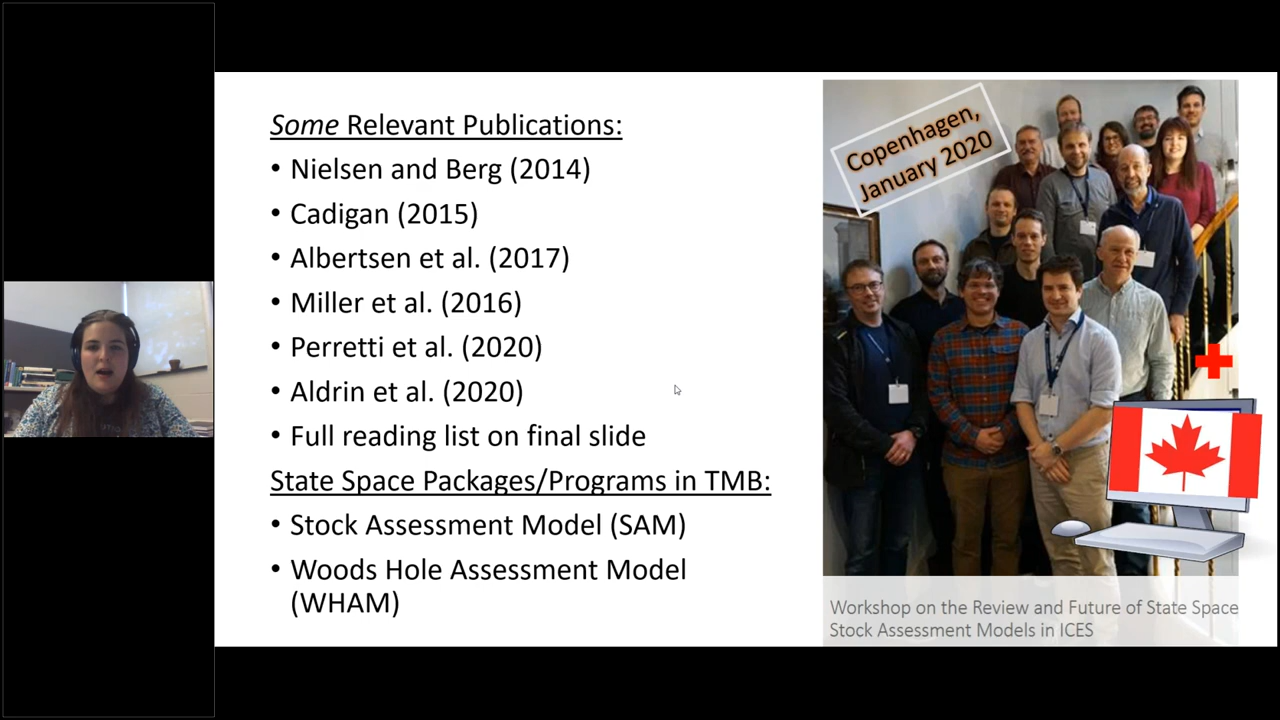 Some Relevant Publications:
• Nielsen and Berg (2014)
• Cadigan (2015)
• Albertsen et al. (2017)
• Miller et al. (2016)
• Perretti et al. (2020)
• Aldrin et al. (2020)
• Full reading list on final slide
State Space Packages/Programs in TMB:
• Stock Assessment Model (SAM)
• Woods Hole Assessment Model
(WHAM)
Copenhagen,
January 2020
Workshop on the Review and Future of State Space
Stock Assessment Models in ICES